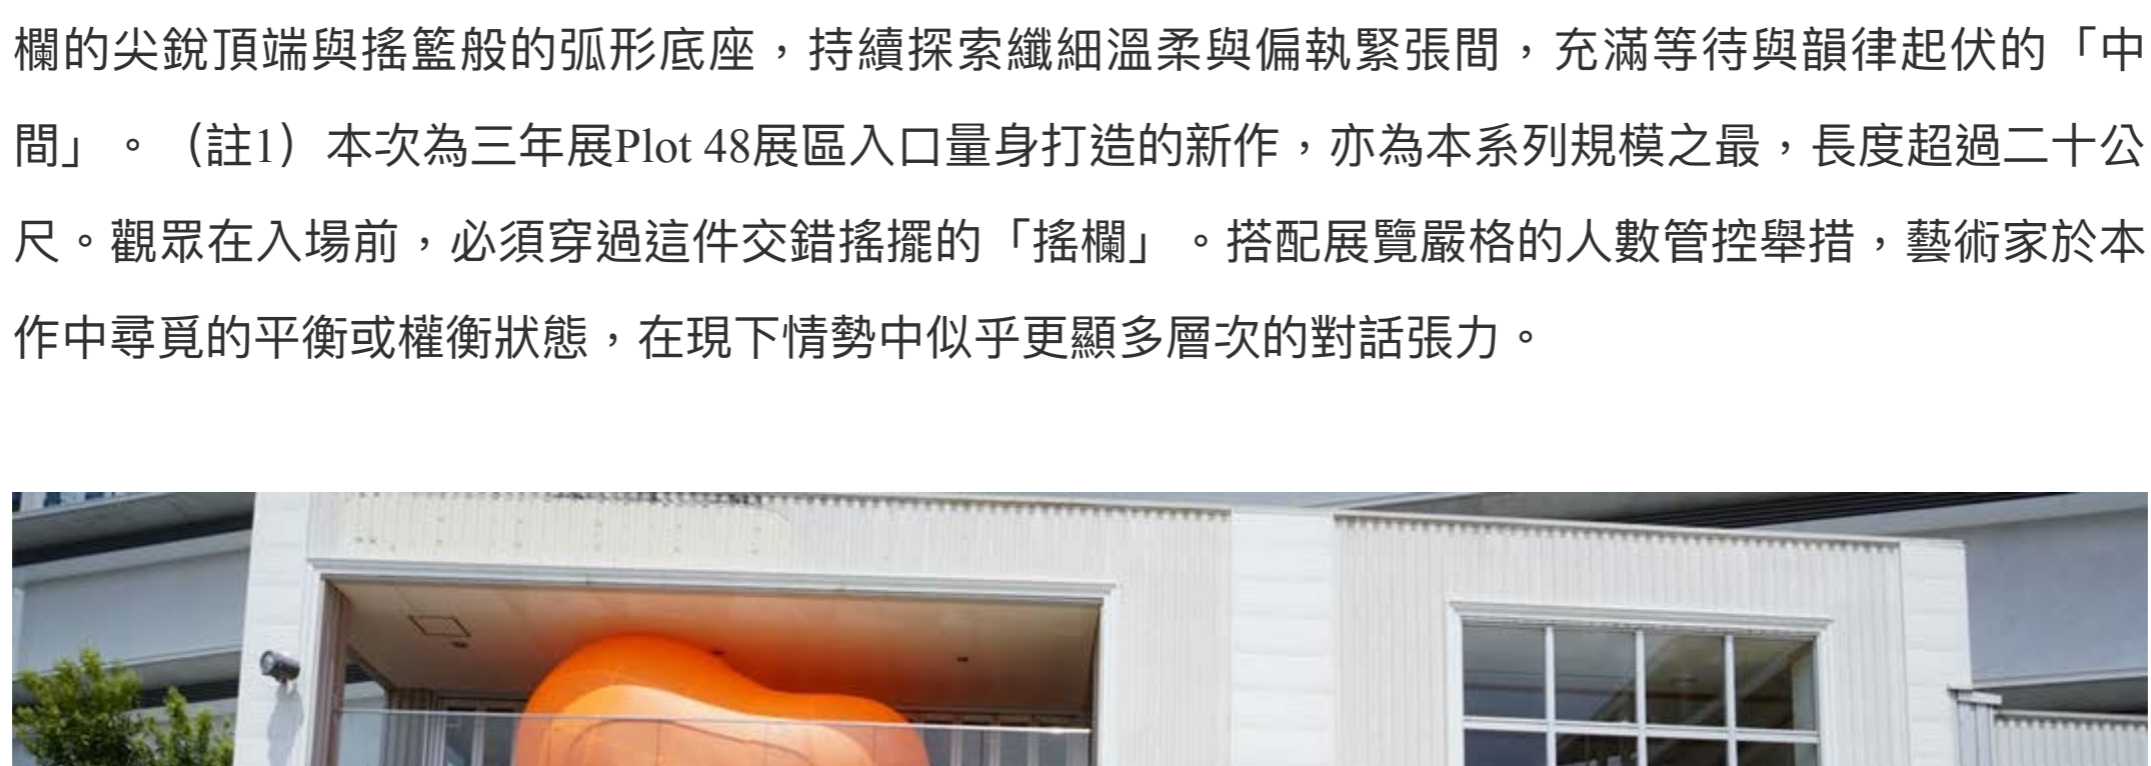 欄的尖銳頂端與搖籃般的弧形底座，持續探索纖細溫柔與偏執緊張間，充滿等待與韻律起伏的「中
間」。（註1）本次為三年展Plot 48展區入口量身打造的新作，亦為本系列規模之最，長度超過二十公
尺。觀眾在入場前，必須穿過這件交錯搖擺的「搖欄」。搭配展覽嚴格的人數管控舉措，藝術家於本
作中尋覓的平衡或權衡狀態，在現下情勢中似乎更顯多層次的對話張力。